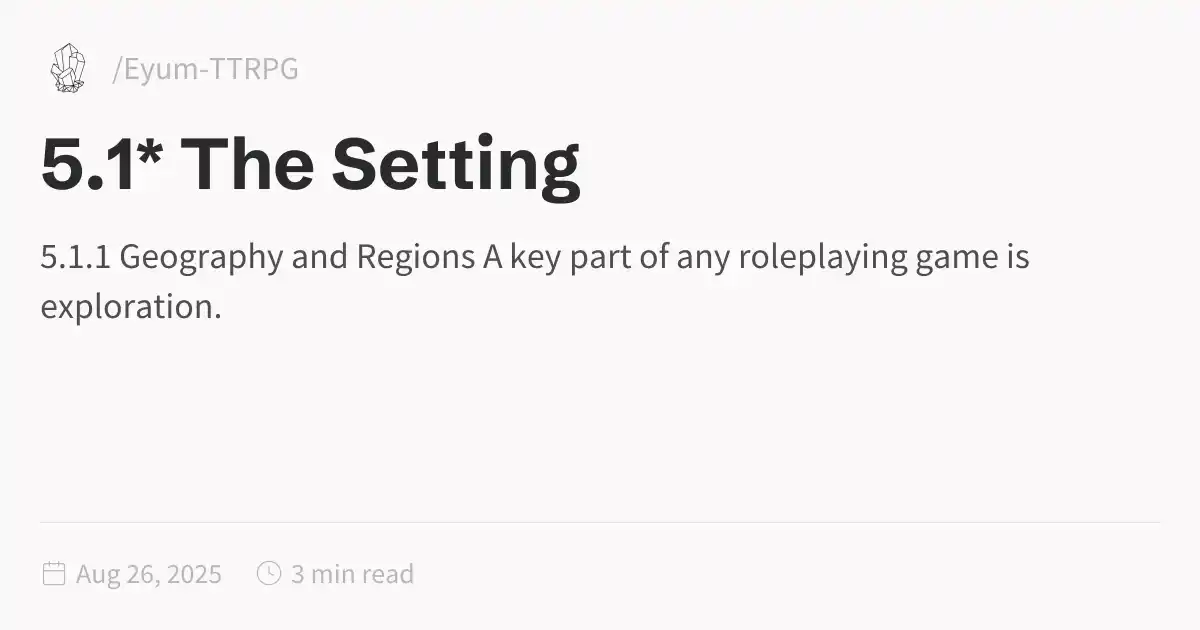 /Eyum-TTRPG
5.1* The Setting
5.1.1 Geography and Regions A key part of any roleplaying game is
exploration.
Aug 26, 2025 3 min read